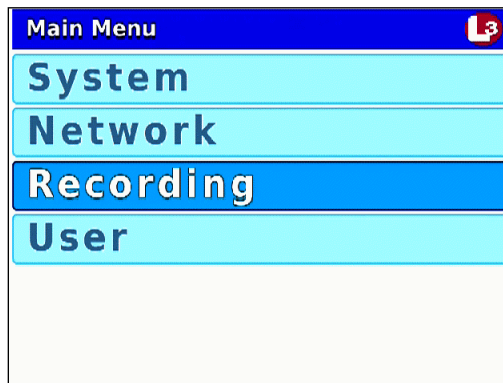 Main Menu
L3
System
Network
Recording
User